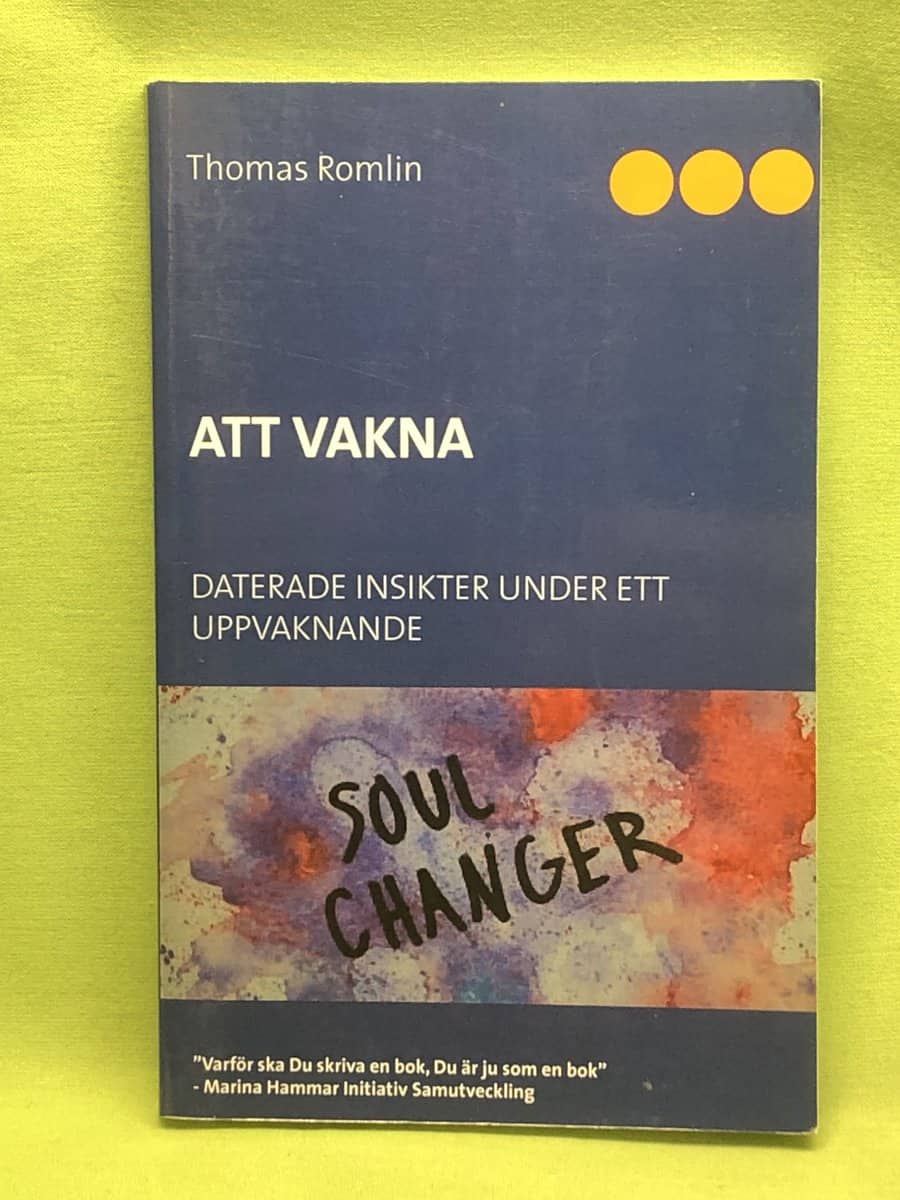 Thomas Romlin
ATT VAKNA
DATERADE INSIKTER UNDER ETT
UPPVAKNANDE
SOUL
CHANGER
"Varför ska Du skriva en bok, Du är ju som en bok"
- Marina Hammar Initiativ Samutveckling